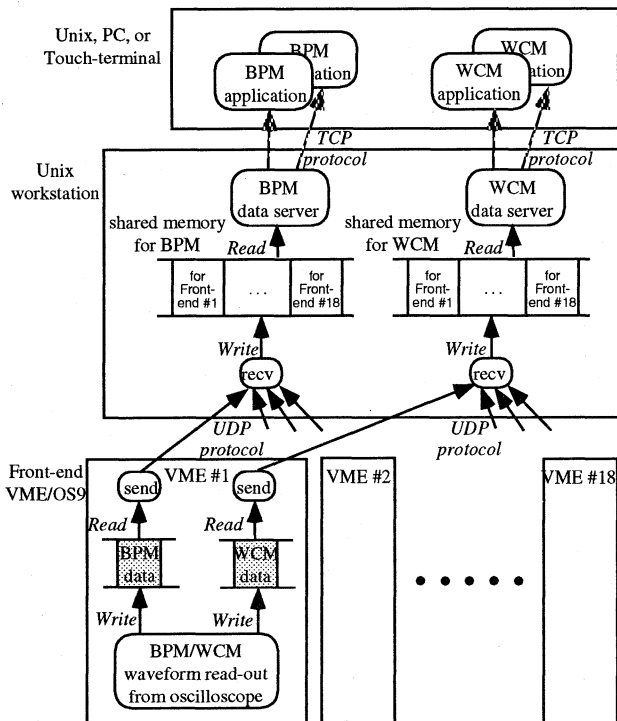 Unix, PC, or
Touch-terminal
BPM
ation
BPM
application
WCM
ation
WCM
application
TCP
protocol
TCP
protocol
Unix
workstation
BPM
data server
WCM
data server
shared memory
for BPM
Read
shared memory
for WCM
Read
for
Front-
end #1
...
for
Front-
end #18
for
Front-
end #1
...
for
Front-
end #18
Write
Write
recv
recv
UDP
protocol
UDP
protocol
Front-end
VME/OS9
VME #1
VME #2
VME #18
send
send
Read
Read
BPM
data
WCM
data
Write
Write
BPM/WCM
waveform read-out
from oscilloscope